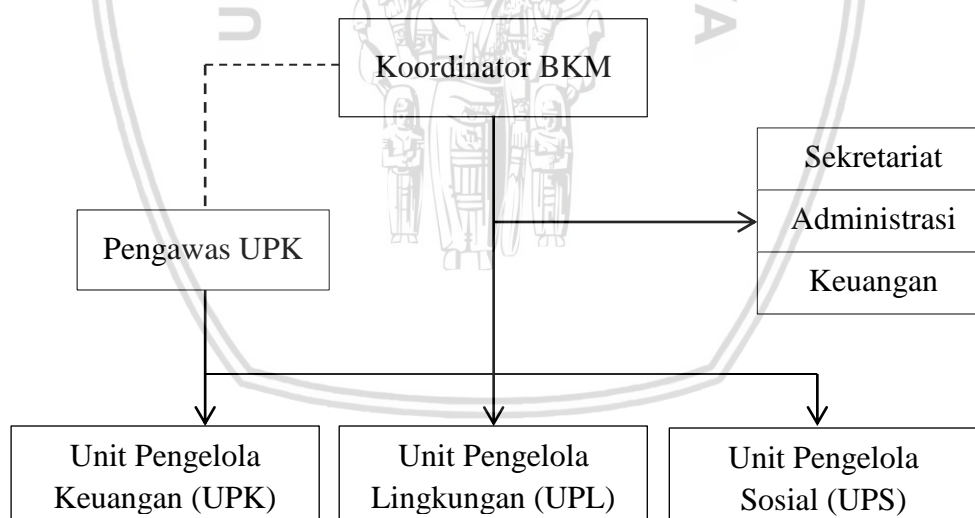 Koordinator BKM
Sekretariat
Administrasi
Keuangan
Pengawas UPK
Unit Pengelola
Keuangan (UPK)
Unit Pengelola
Lingkungan (UPL)
Unit Pengelola
Sosial (UPS)